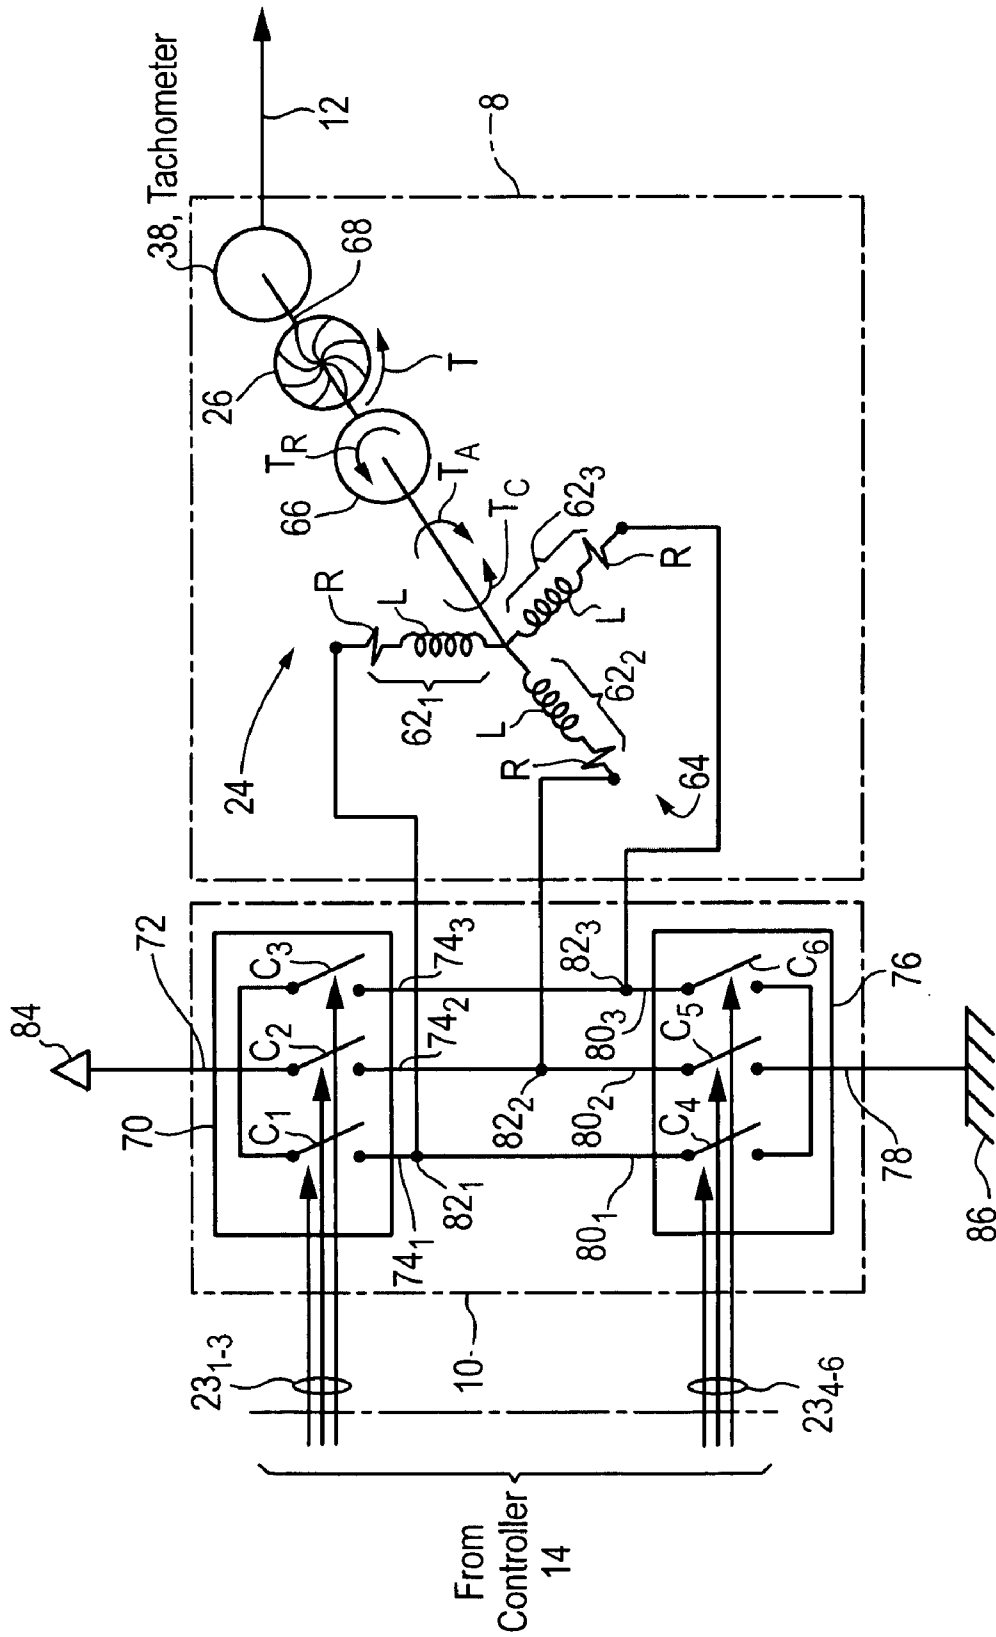 38, Tachometer
12
8
68
26
T
T_R
66
T_A
T_C
62_3
R
L
R
L
62_1
62_2
L
R
24
64
84
72
70
C_1
C_2
C_3
74_1
74_2
74_3
82_1
82_2
82_3
80_1
80_2
80_3
C_4
C_5
C_6
76
78
86
10
23_1-3
23_4-6
From
Controller
14